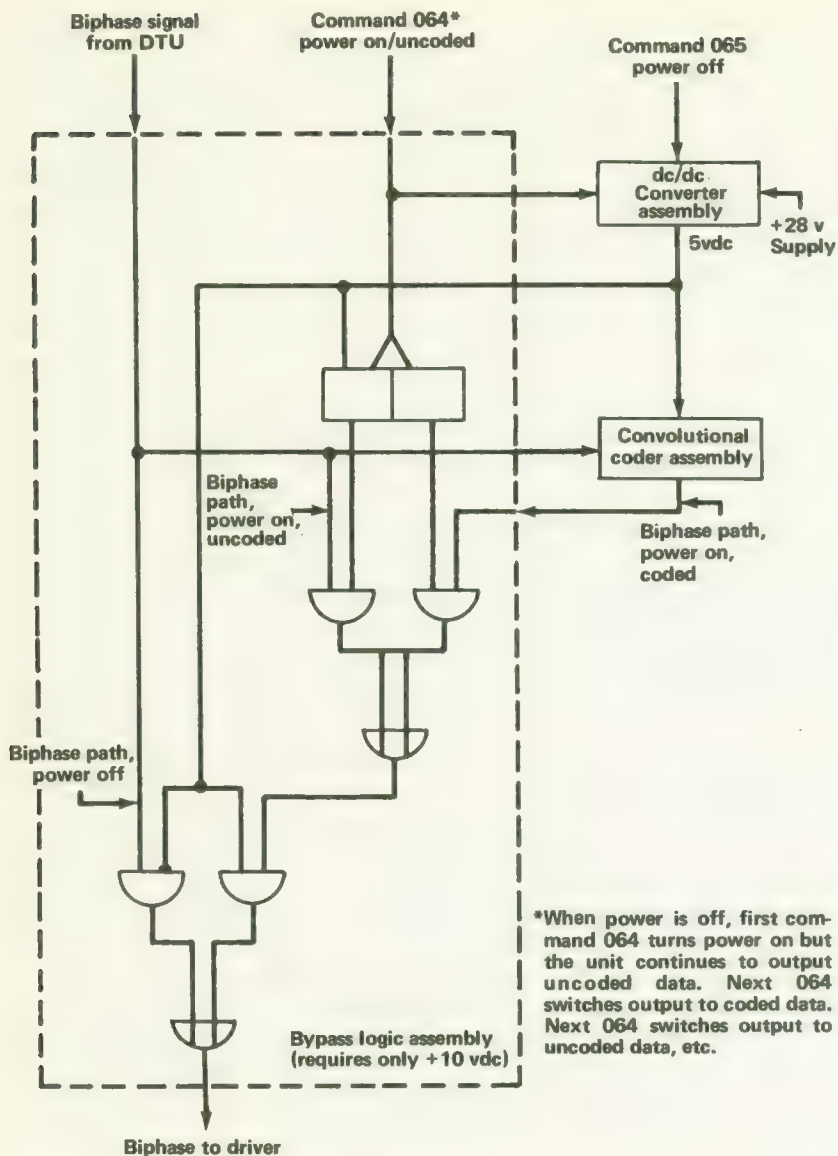 Biphase signal
from DTU
Command 064*
power on/uncoded
Command 065
power off
dc/dc
Converter
assembly
+28 v
Supply
5vdc
Convolutional
coder assembly
Biphase
path,
power on,
uncoded
Biphase path,
power on,
coded
Biphase path,
power off
*When power is off, first com-
mand 064 turns power on but
the unit continues to output
uncoded data. Next 064
switches output to coded data.
Next 064 switches output to
uncoded data, etc.
Bypass logic assembly
(requires only +10 vdc)
Biphase to driver